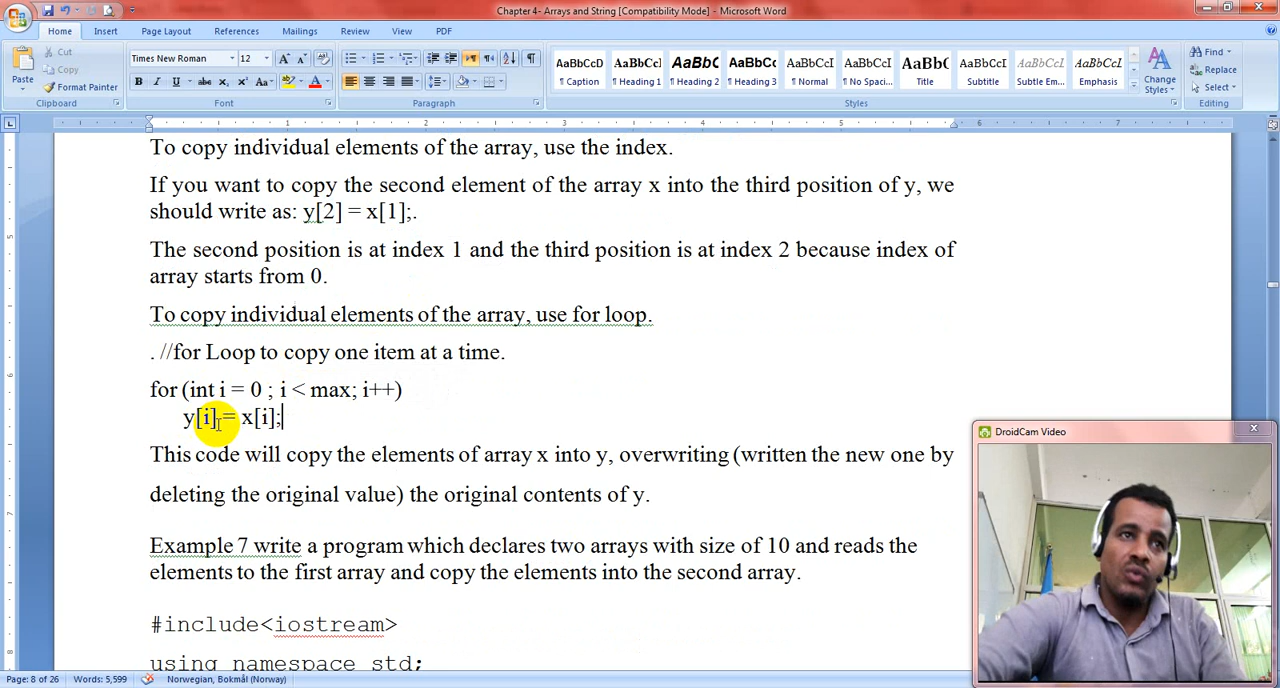 Chapter 4- Arrays and String [Compatibility Mode] - Microsoft Word
Home Insert Page Layout References Mailings Review View PDF
Paste
Cut
Copy
Format Painter
Clipboard
Times New Roman 12
Font
Paragraph
AaBbCcD AaBbCcI AaBbC AaBbCc AaBbCcI AaBbCcI AaBb( AaBbCcI AaBbCcI AaBbCcI
¶ Caption ¶ Heading 1 ¶ Heading 2 ¶ Heading 3 ¶ Normal ¶ No Spaci... Title Subtitle Subtle Em... Emphasis
Change Styles
Styles
Find
Replace
Select
Editing
To copy individual elements of the array, use the index.
If you want to copy the second element of the array x into the third position of y, we
should write as: y[2] = x[1];.
The second position is at index 1 and the third position is at index 2 because index of
array starts from 0.
To copy individual elements of the array, use for loop.
. //for Loop to copy one item at a time.
for (int i = 0 ; i < max; i++)
y[i] = x[i];
This code will copy the elements of array x into y, overwriting (written the new one by
deleting the original value) the original contents of y.
Example 7 write a program which declares two arrays with size of 10 and reads the
elements to the first array and copy the elements into the second array.
#include<iostream>
using namespace std;
DroidCam Video
Page: 8 of 26 Words: 5,599 Norwegian, Bokmål (Norway)